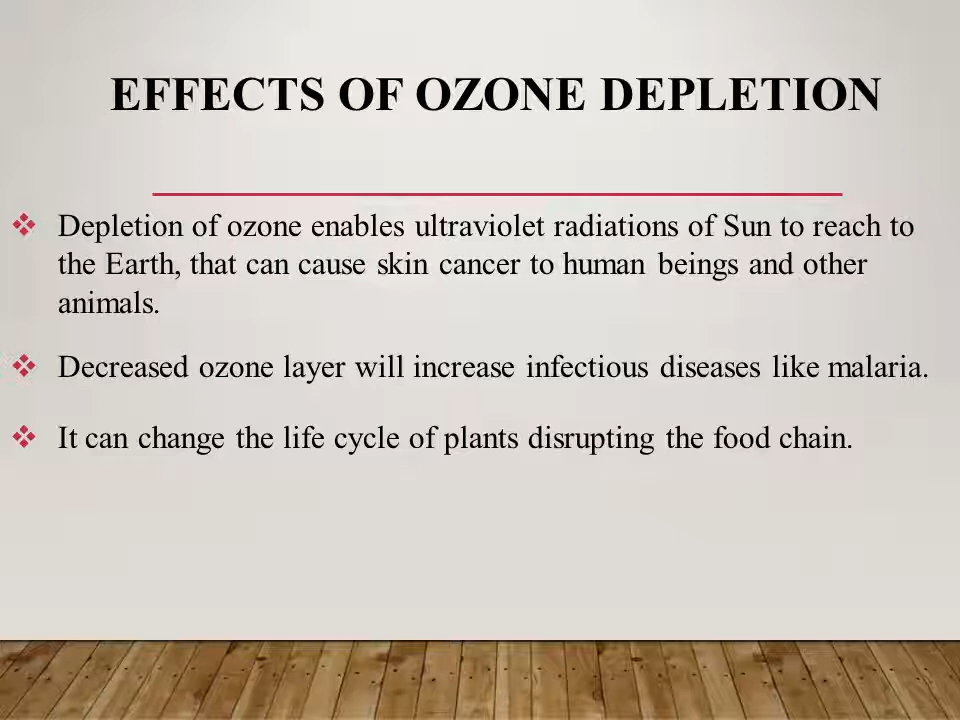 EFFECTS OF OZONE DEPLETION
Depletion of ozone enables ultraviolet radiations of Sun to reach to
the Earth, that can cause skin cancer to human beings and other
animals.
Decreased ozone layer will increase infectious diseases like malaria.
It can change the life cycle of plants disrupting the food chain.